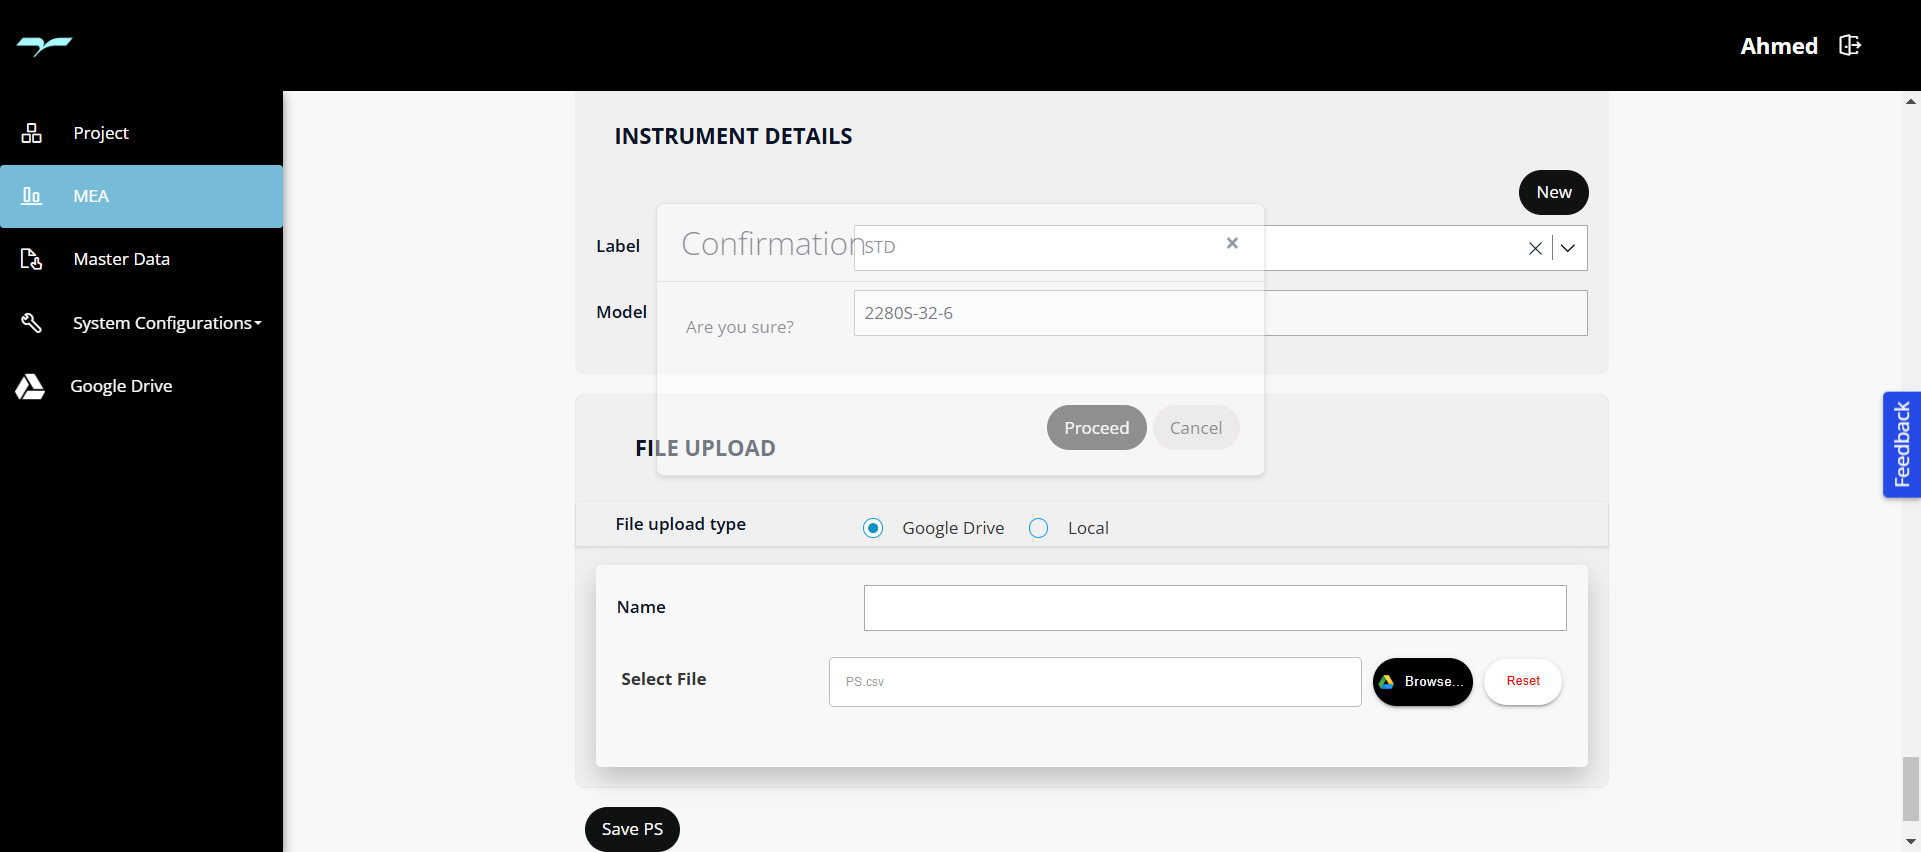 Ahmed
Project
MEA
Master Data
System Configurations
Google Drive
INSTRUMENT DETAILS
New
Label
STD
Model
2280S-32-6
Confirmation
×
Are you sure?
Proceed
Cancel
FILE UPLOAD
File upload type
Google Drive
Local
Name
Select File
PS.csv
Browse...
Reset
Save PS
Feedback